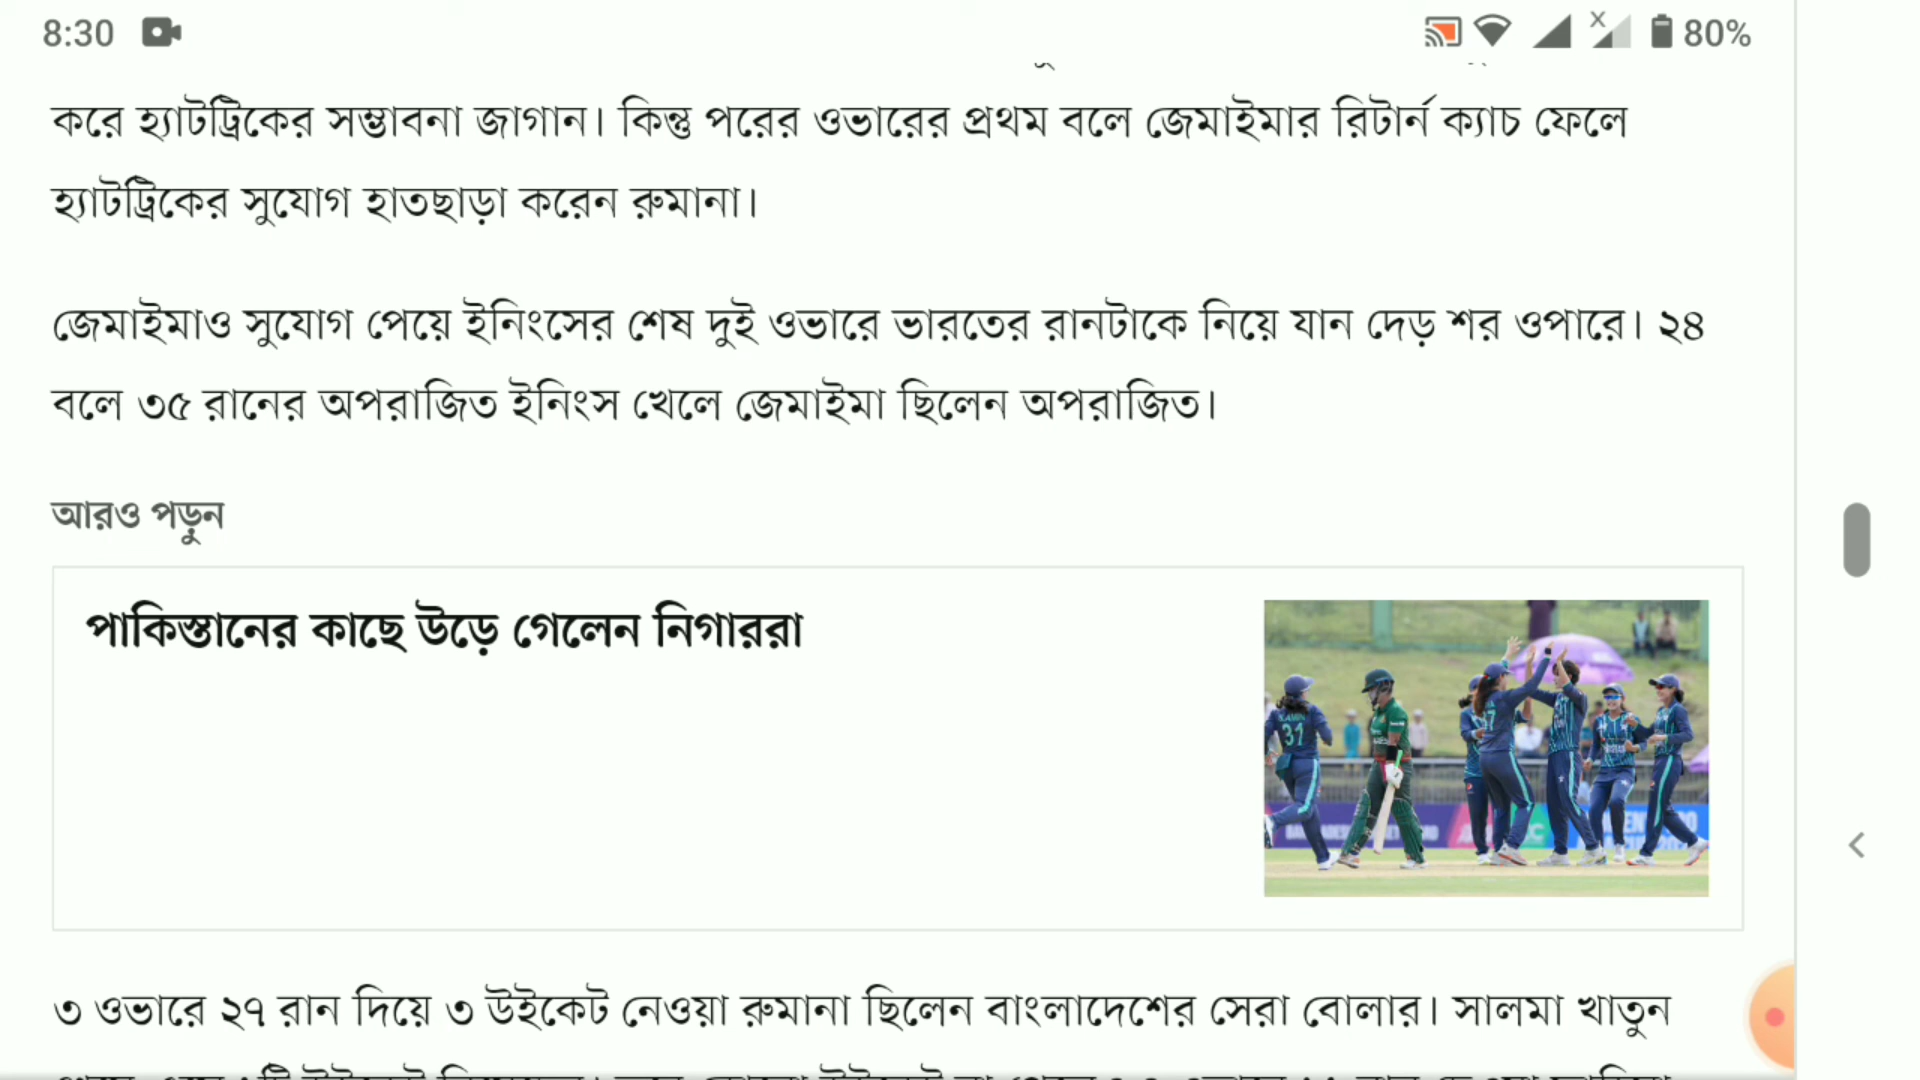 8:30
80%
করে হ্যাটট্রিকের সম্ভাবনা জাগান। কিন্তু পরের ওভারের প্রথম বলে জেমাইমার রিটার্ন ক্যাচ ফেলে
হ্যাটট্রিকের সুযোগ হাতছাড়া করেন রুমানা।
জেমাইমাও সুযোগ পেয়ে ইনিংসের শেষ দুই ওভারে ভারতের রানটাকে নিয়ে যান দেড় শর ওপারে। ২৪
বলে ৩৫ রানের অপরাজিত ইনিংস খেলে জেমাইমা ছিলেন অপরাজিত।
আরও পড়ুন
পাকিস্তানের কাছে উড়ে গেলেন নিগাররা
31
৩ ওভারে ২৭ রান দিয়ে ৩ উইকেট নেওয়া রুমানা ছিলেন বাংলাদেশের সেরা বোলার। সালমা খাতুন